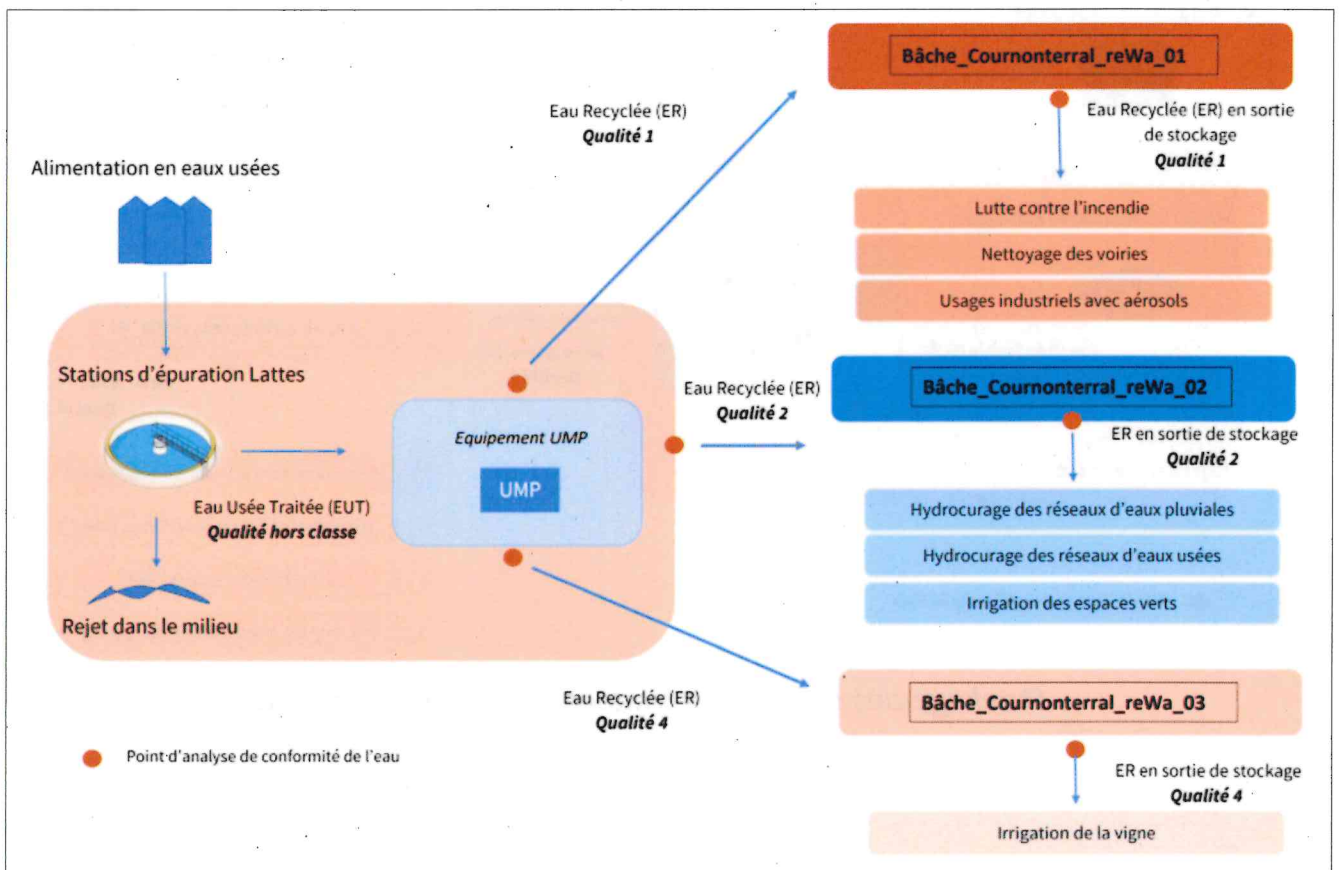 Alimentation en eaux usées
Stations d'épuration Lattes
Eau Usée Traitée (EUT)
Qualité hors classe
Rejet dans le milieu
Equipement UMP
UMP
Eau Recyclée (ER)
Qualité 1
Bâche_Cournonterral_reWa_01
Eau Recyclée (ER) en sortie
de stockage
Qualité 1
Lutte contre l'incendie
Nettoyage des voiries
Usages industriels avec aérosols
Eau Recyclée (ER)
Qualité 2
Bâche_Cournonterral_reWa_02
ER en sortie de stockage
Qualité 2
Hydrocurage des réseaux d'eaux pluviales
Hydrocurage des réseaux d'eaux usées
Irrigation des espaces verts
Eau Recyclée (ER)
Qualité 4
Bâche_Cournonterral_reWa_03
ER en sortie de stockage
Qualité 4
Irrigation de la vigne
Point d'analyse de conformité de l'eau